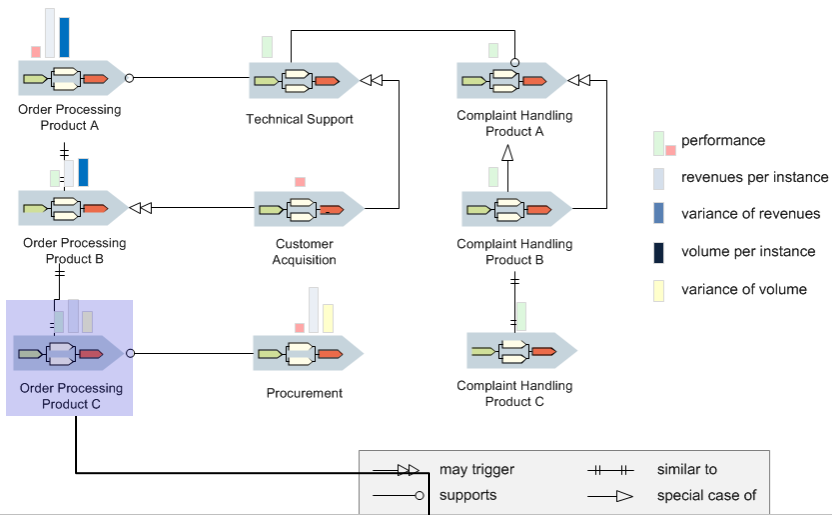 Order Processing
Product A
Technical Support
Complaint Handling
Product A
performance
revenues per instance
variance of revenues
volume per instance
variance of volume
Order Processing
Product B
Customer
Acquisition
Complaint Handling
Product B
Order Processing
Product C
Procurement
Complaint Handling
Product C
may trigger
similar to
supports
special case of